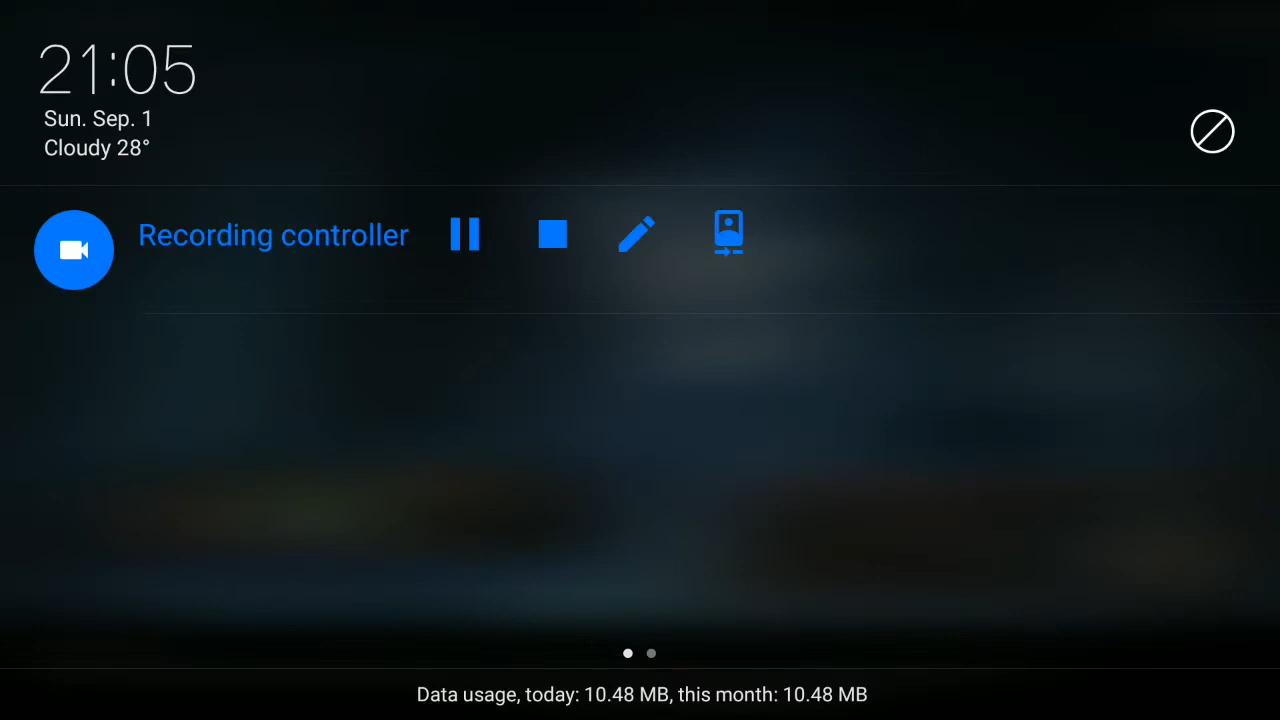 21:05
Sun. Sep. 1
Cloudy 28°
Recording controller
Data usage, today: 10.48 MB, this month: 10.48 MB